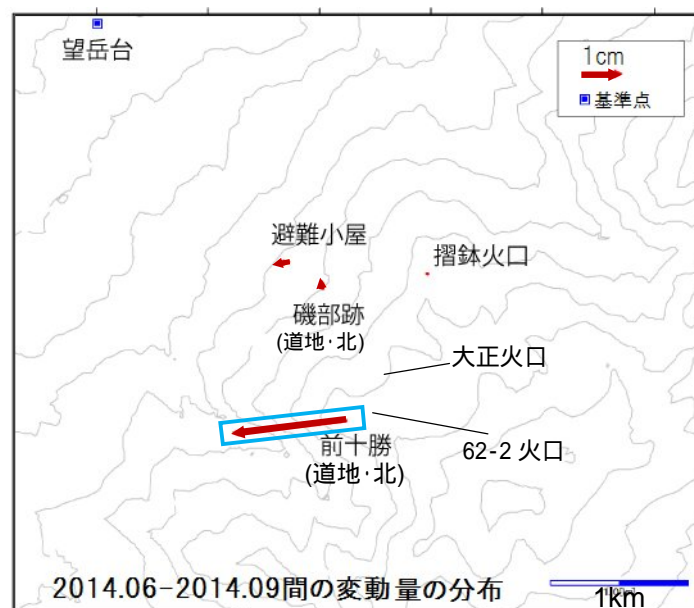 望岳台
1cm
基準点
避難小屋
摺鉢火口
磯部跡
(道地·北)
大正火口
前十勝
(道地·北)
62-2 火口
2014.06-2014.09間の変動量の分布
1km